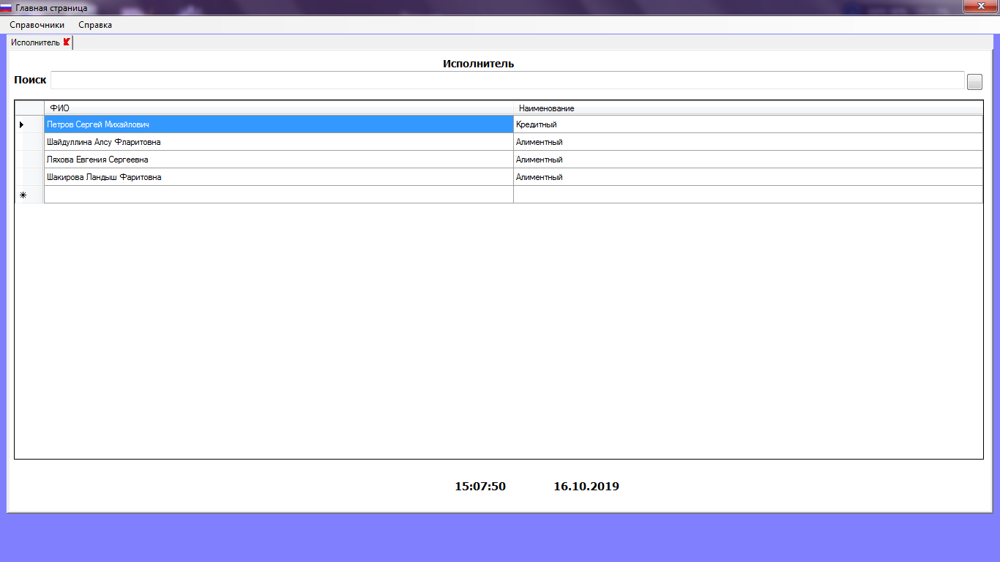 Главная страница
Справочники Справка
Исполнитель
Исполнитель
Поиск
ФИО Наименование
Петров Сергей Михайлович Кредитный
Шайдуллина Алсу Фларитовна Алиментный
Ляхова Евгения Сергеевна Алиментный
Шакирова Ландыш Фаритовна Алиментный
15:07:50 16.10.2019